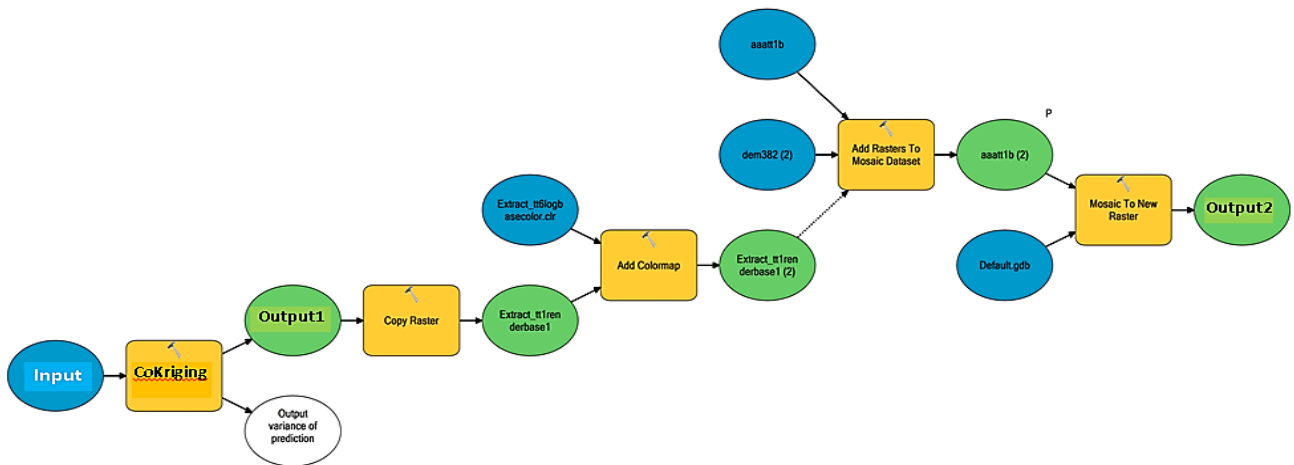 aaatt1b
P
dem382 (2)
Add Rasters To
Mosaic Dataset
aaatt1b (2)
Extract_tt6logb
asecolor.clr
Mosaic To New
Raster
Output2
Add Colormap
Extract_tt1ren
derbase1 (2)
Default.gdb
Output1
Copy Raster
Extract_tt1ren
derbase1
Input
CoKriging
Output
variance of
prediction